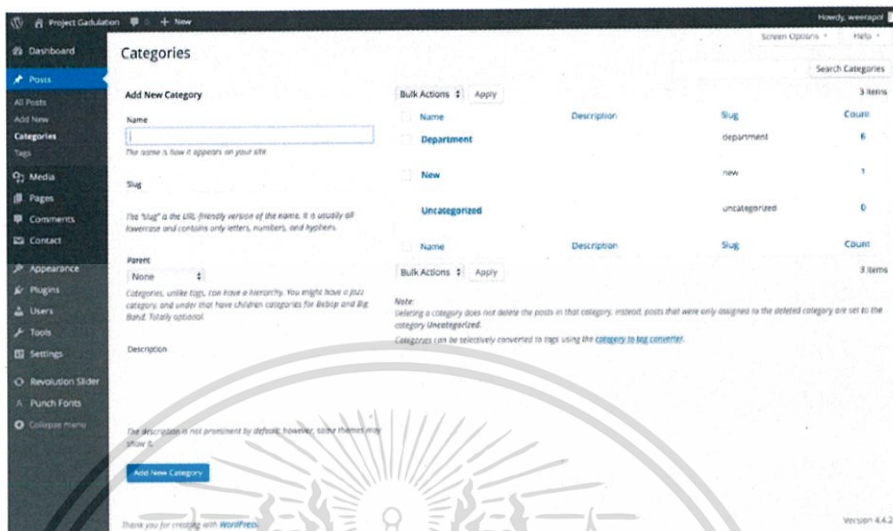 Project Gadulation 0 + New
Howdy, weerapol
Screen Options Help
Dashboard
Posts
All Posts
Add New
Categories
Tags
Media
Pages
Comments
Contact
Appearance
Plugins
Users
Tools
Settings
Revolution Slider
Punch Fonts
Collapse menu
Categories
Search Categories
Add New Category
Name
The name is how it appears on your site.
Slug
The "slug" is the URL-friendly version of the name. It is usually all
lowercase and contains only letters, numbers, and hyphens.
Parent
None
Categories, unlike tags, can have a hierarchy. You might have a Jazz
category, and under that have children categories for Bebop and Big
Band. Totally optional.
Description
The description is not prominent by default; however, some themes may
show it.
Add New Category
Bulk Actions Apply 3 items
Name Description Slug Count
Department department 6
New new 1
Uncategorized uncategorized 0
Name Description Slug Count
Bulk Actions Apply 3 items
Note:
Deleting a category does not delete the posts in that category. Instead, posts that were only assigned to the deleted category are set to the
category Uncategorized.
Categories can be selectively converted to tags using the category to tag converter.
Thank you for creating with WordPress.
Version 4.4.2